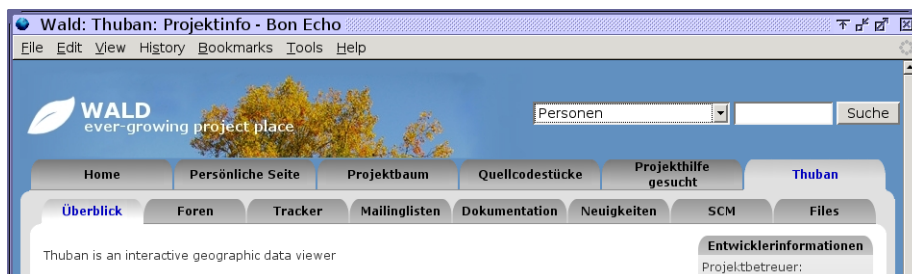 Wald: Thuban: Projektinfo - Bon Echo
File Edit View History Bookmarks Tools Help
WALD
ever-growing project place
Personen Suche
Home Persönliche Seite Projektbaum Quellcodestücke Projekthilfe gesucht Thuban
Überblick Foren Tracker Mailinglisten Dokumentation Neuigkeiten SCM Files
Thuban is an interactive geographic data viewer
Entwicklerinformationen
Projektbetreuer: